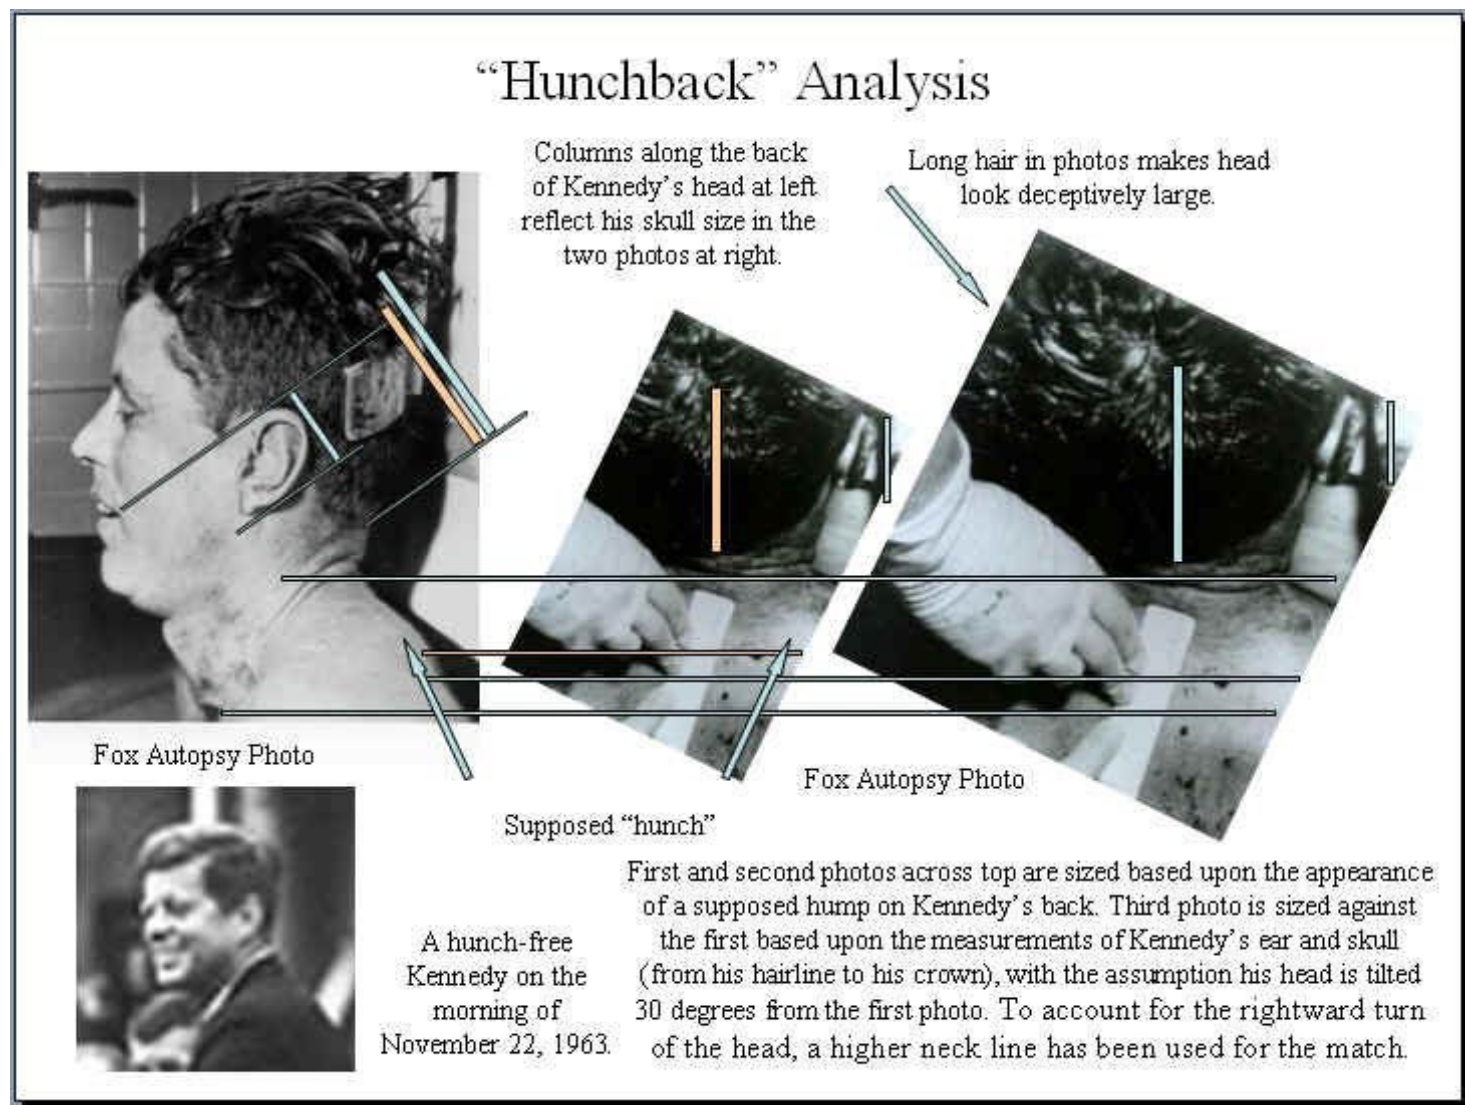 “Hunchback” Analysis
Columns along the back
of Kennedy’s head at left
reflect his skull size in the
two photos at right.
Long hair in photos makes head
look deceptively large.
Fox Autopsy Photo
Fox Autopsy Photo
Supposed “hunch”
A hunch-free
Kennedy on the
morning of
November 22, 1963.
First and second photos across top are sized based upon the appearance
of a supposed hump on Kennedy’s back. Third photo is sized against
the first based upon the measurements of Kennedy’s ear and skull
(from his hairline to his crown), with the assumption his head is tilted
30 degrees from the first photo. To account for the rightward turn
of the head, a higher neck line has been used for the match.